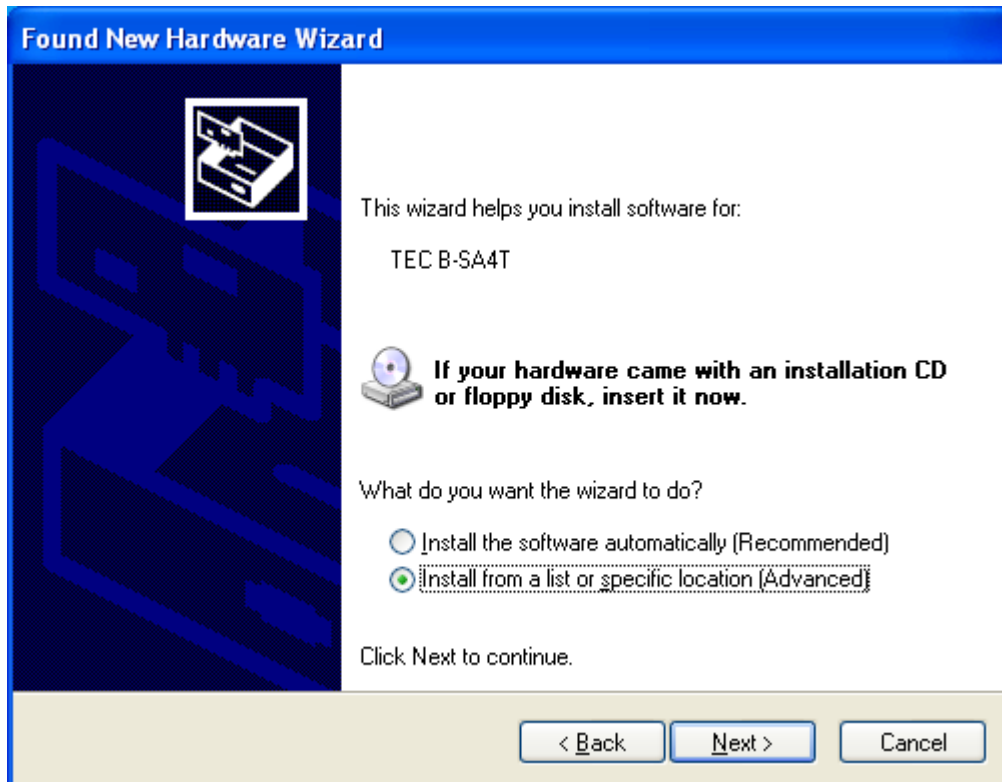 Found New Hardware Wizard
This wizard helps you install software for:
TEC B-SA4T
If your hardware came with an installation CD
or floppy disk, insert it now.
What do you want the wizard to do?
Install the software automatically (Recommended)
Install from a list or specific location (Advanced)
Click Next to continue.
< Back Next > Cancel